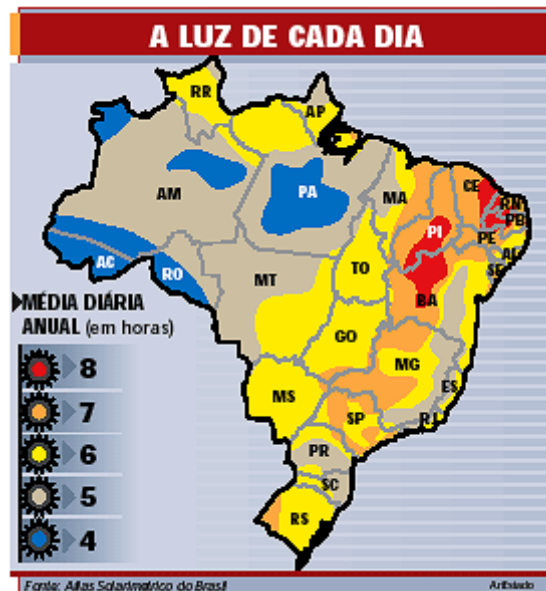 A LUZ DE CADA DIA
RR
AP
AM
PA
MA
CE
RN
PB
PI
PE
AL
SE
AC
RO
TO
BA
MT
GO
MG
ES
MS
SP
RJ
PR
SC
RS
MÉDIA DIÁRIA
ANUAL (em horas)
8
7
6
5
4
Fonte: Atlas Solarimétrico do Brasil
ArtEstado